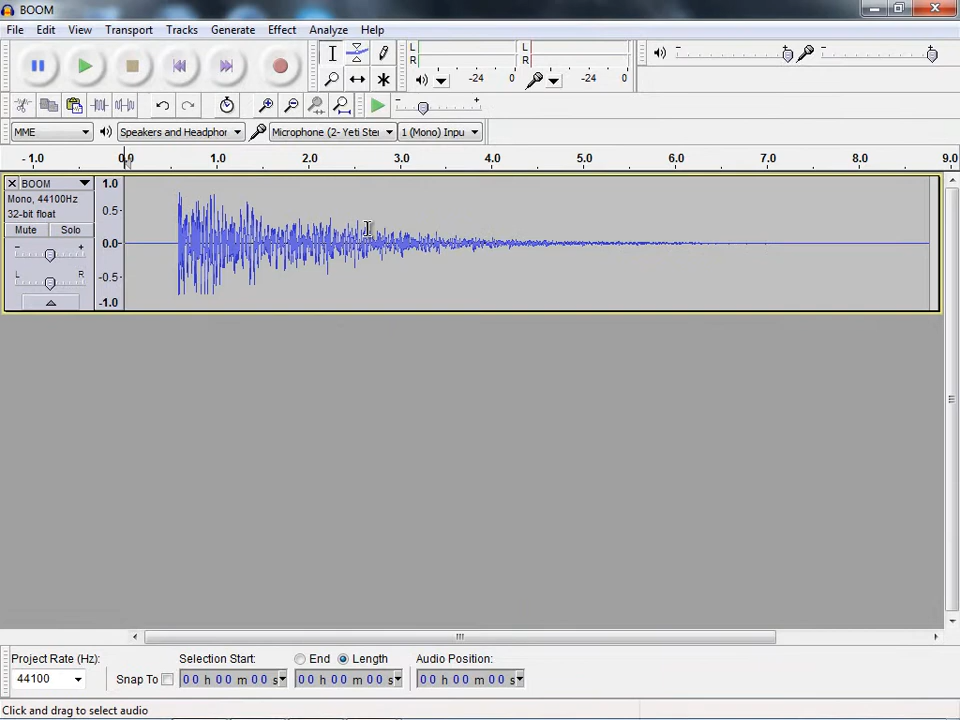 BOOM
File Edit View Transport Tracks Generate Effect Analyze Help
L
R
-24 0
L
R
-24 0
- +
- +
- +
MME
Speakers and Headphor
Microphone (2- Yeti Ster
1 (Mono) Inpu
- 1.0 0.0 1.0 2.0 3.0 4.0 5.0 6.0 7.0 8.0 9.0
X BOOM
Mono, 44100Hz
32-bit float
Mute Solo
- +
L R
1.0
0.5-
0.0-
-0.5-
-1.0
Project Rate (Hz):
44100
Snap To
Selection Start:
End
Length
Audio Position:
00 h 00 m 00 s
00 h 00 m 00 s
00 h 00 m 00 s
Click and drag to select audio